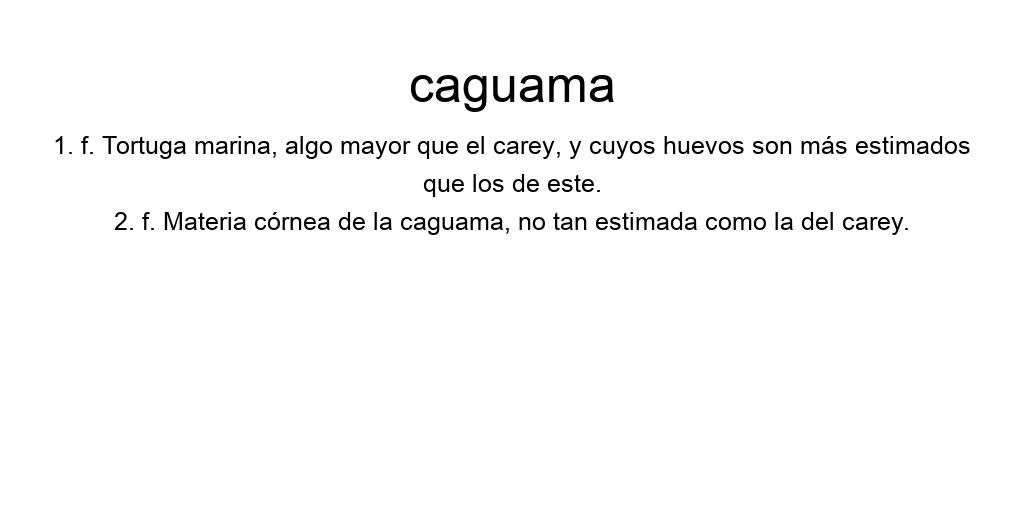 caguama
1. f. Tortuga marina, algo mayor que el carey, y cuyos huevos son más estimados
que los de este.
2. f. Materia córnea de la caguama, no tan estimada como la del carey.